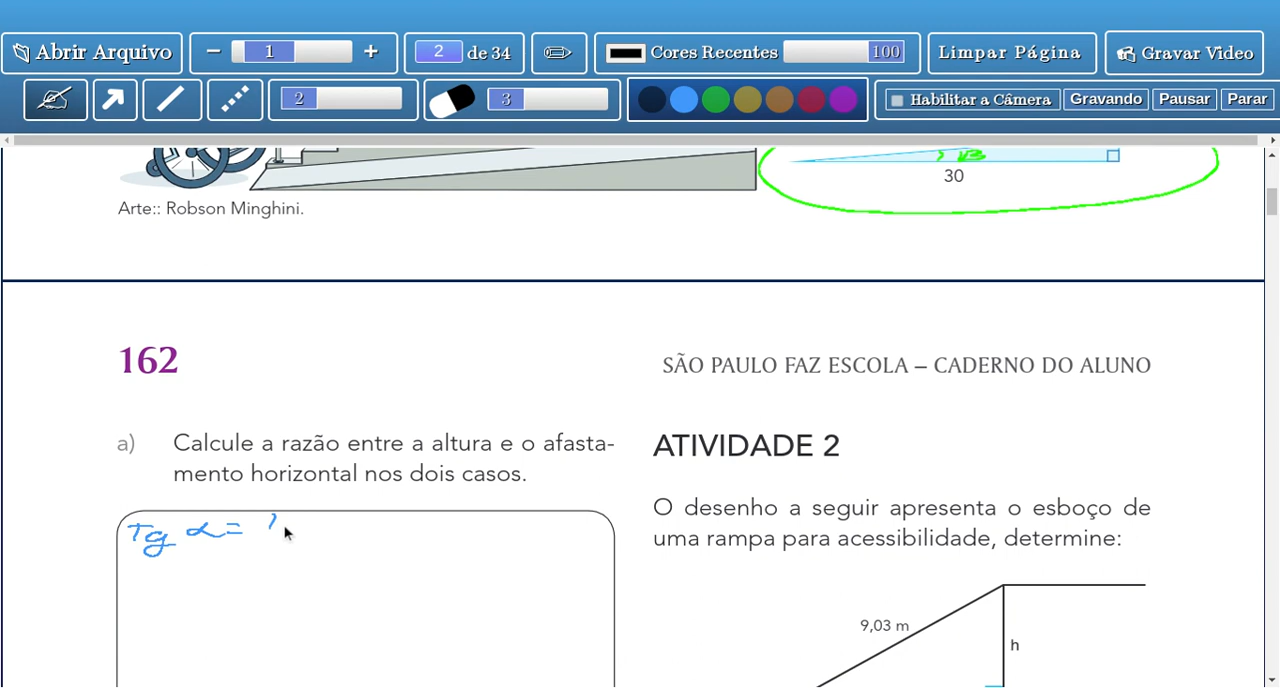 Abrir Arquivo
− 1 +
2 de 34
Cores Recentes 100
Limpar Página
Gravar Video
2
3
Habilitar a Câmera
Gravando
Pausar
Parar
30
Arte:: Robson Minghini.
162
SÃO PAULO FAZ ESCOLA – CADERNO DO ALUNO
a) Calcule a razão entre a altura e o afasta-
mento horizontal nos dois casos.
Tg α =
ATIVIDADE 2
O desenho a seguir apresenta o esboço de
uma rampa para acessibilidade, determine:
9,03 m
h